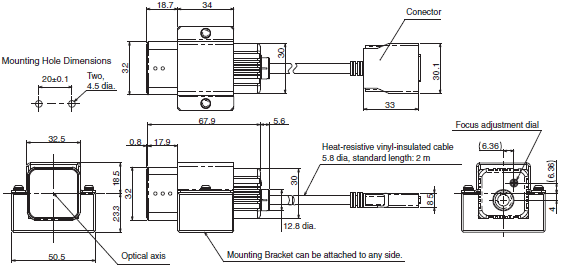 18.7
34
Conector
Mounting Hole Dimensions
20±0.1
Two,
4.5 dia.
32
30
30.1
33
67.9
5.6
Focus adjustment dial
32.5
0.8
17.9
Heat-resistive vinyl-insulated cable
5.8 dia, standard length: 2 m
(6.36)
(6.36)
18.5
23.3
32
30
8.5
4
12.8 dia.
50.5
Optical axis
Mounting Bracket can be attached to any side.